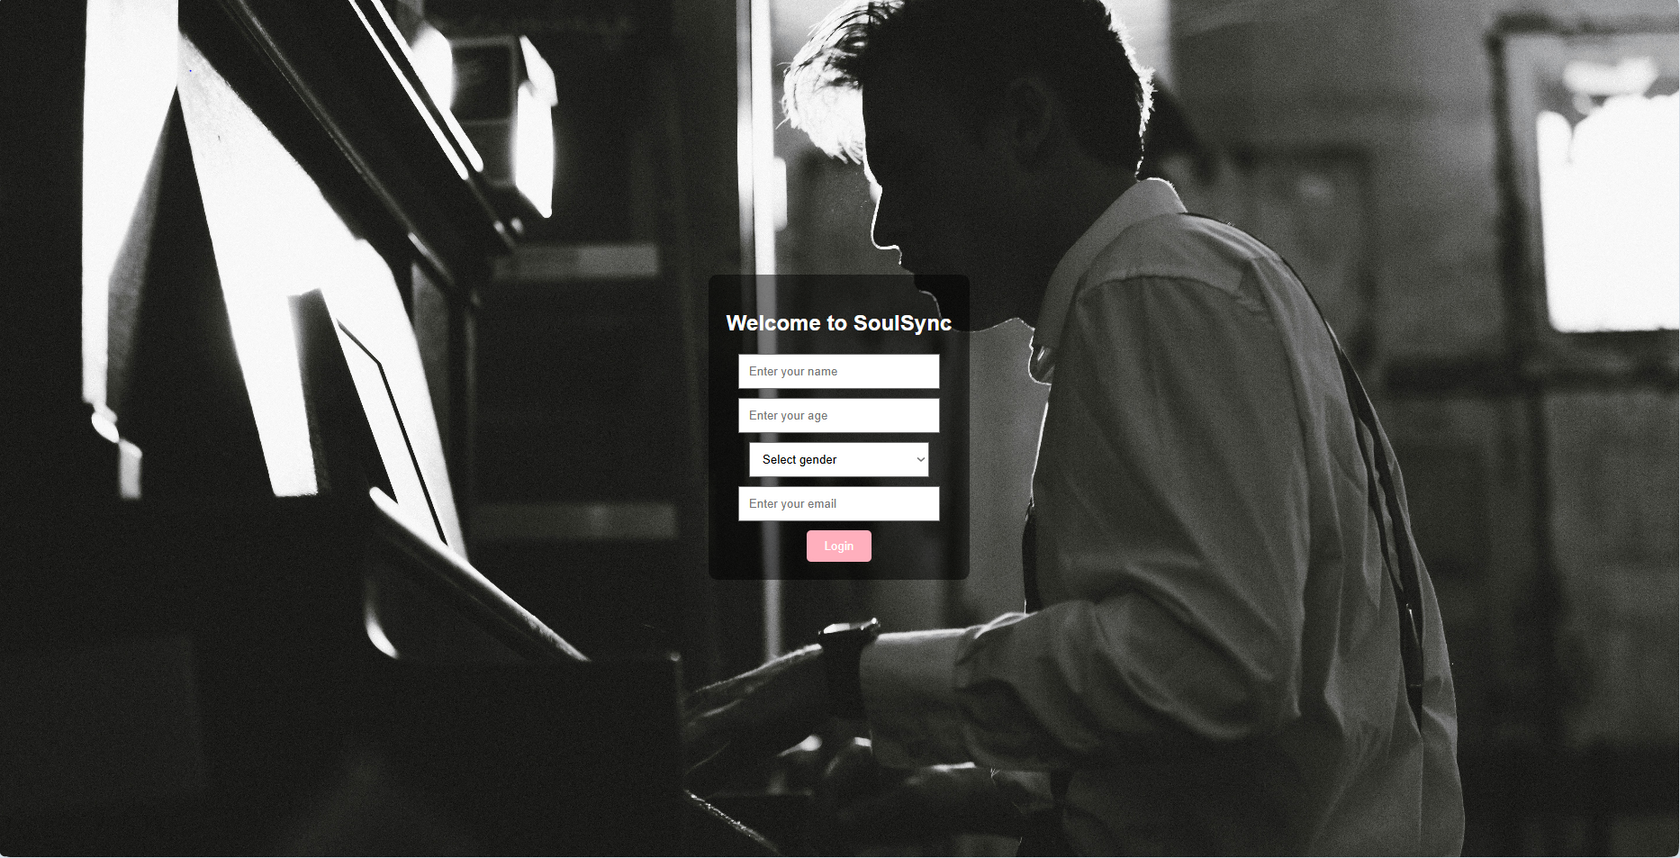 Welcome to SoulSync
Enter your name
Enter your age
Select gender
Enter your email
Login